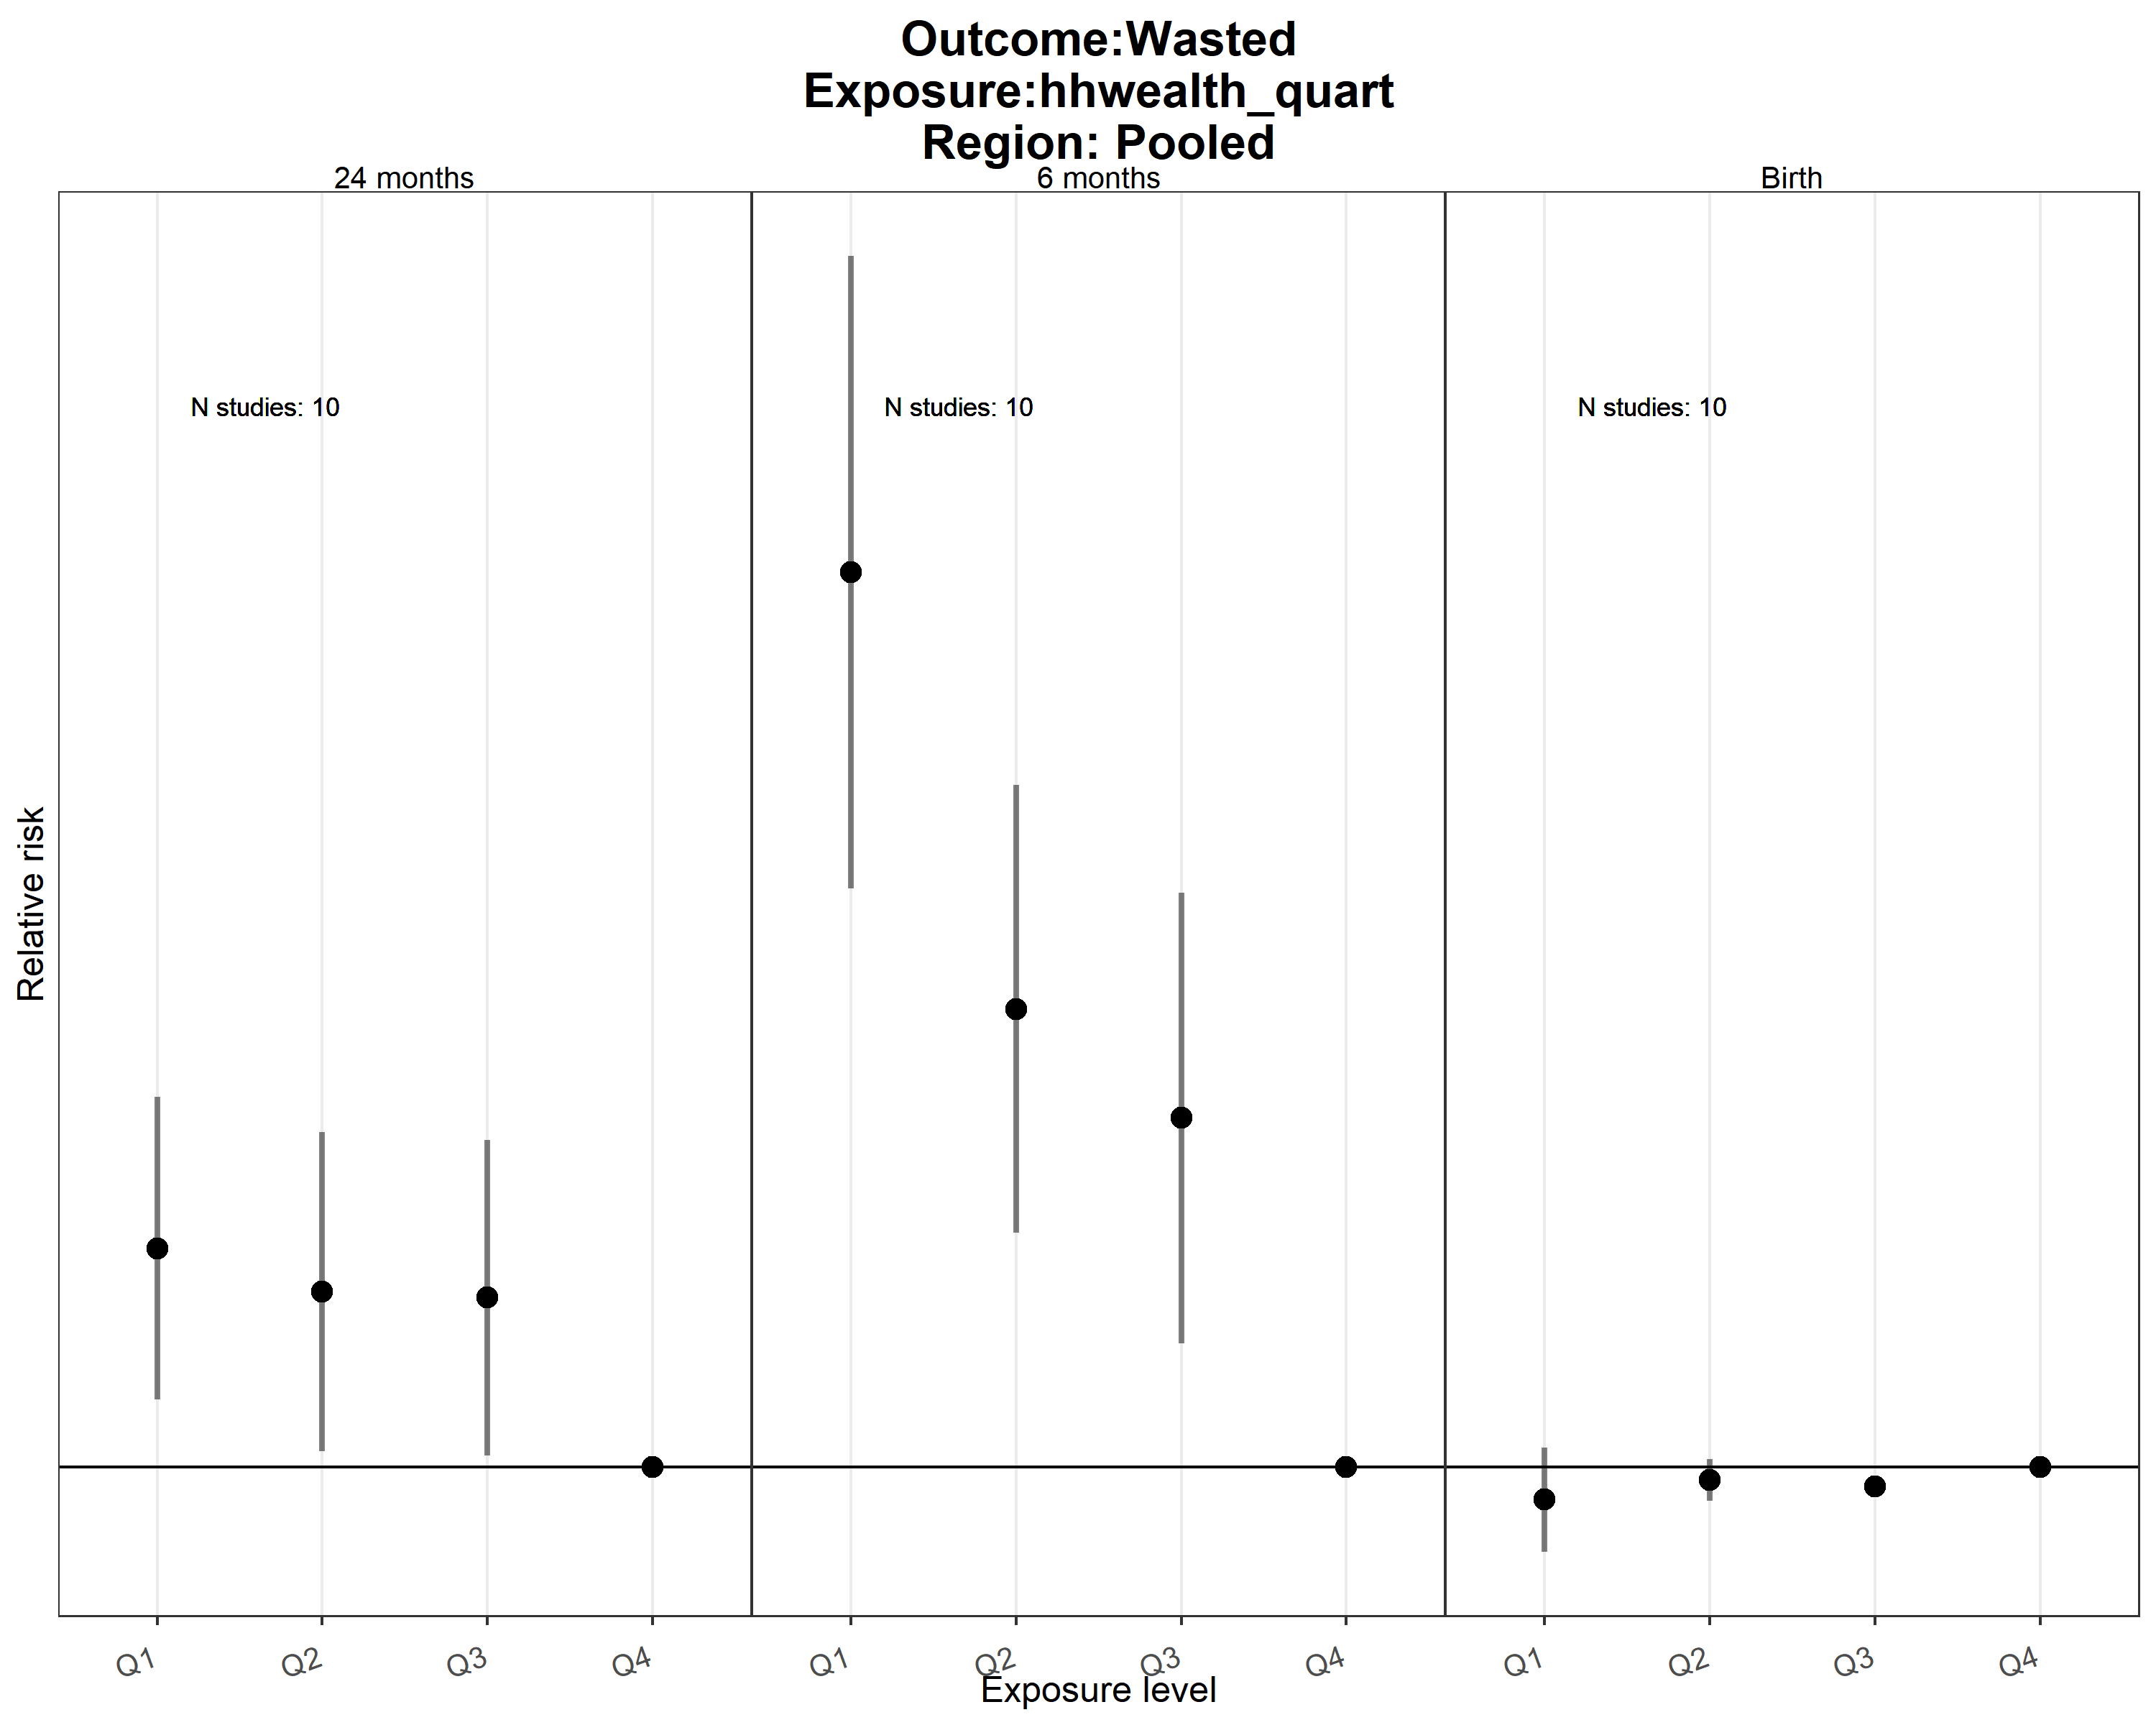 Outcome:Wasted
Exposure:hhwealth_quart
Region: Pooled
24 months
6 months
Birth
N studies: 10
N studies: 10
N studies: 10
Relative risk
Q1
Q2
Q3
Q4
Q1
Q2
Q3
Q4
Q1
Q2
Q3
Q4
Exposure level